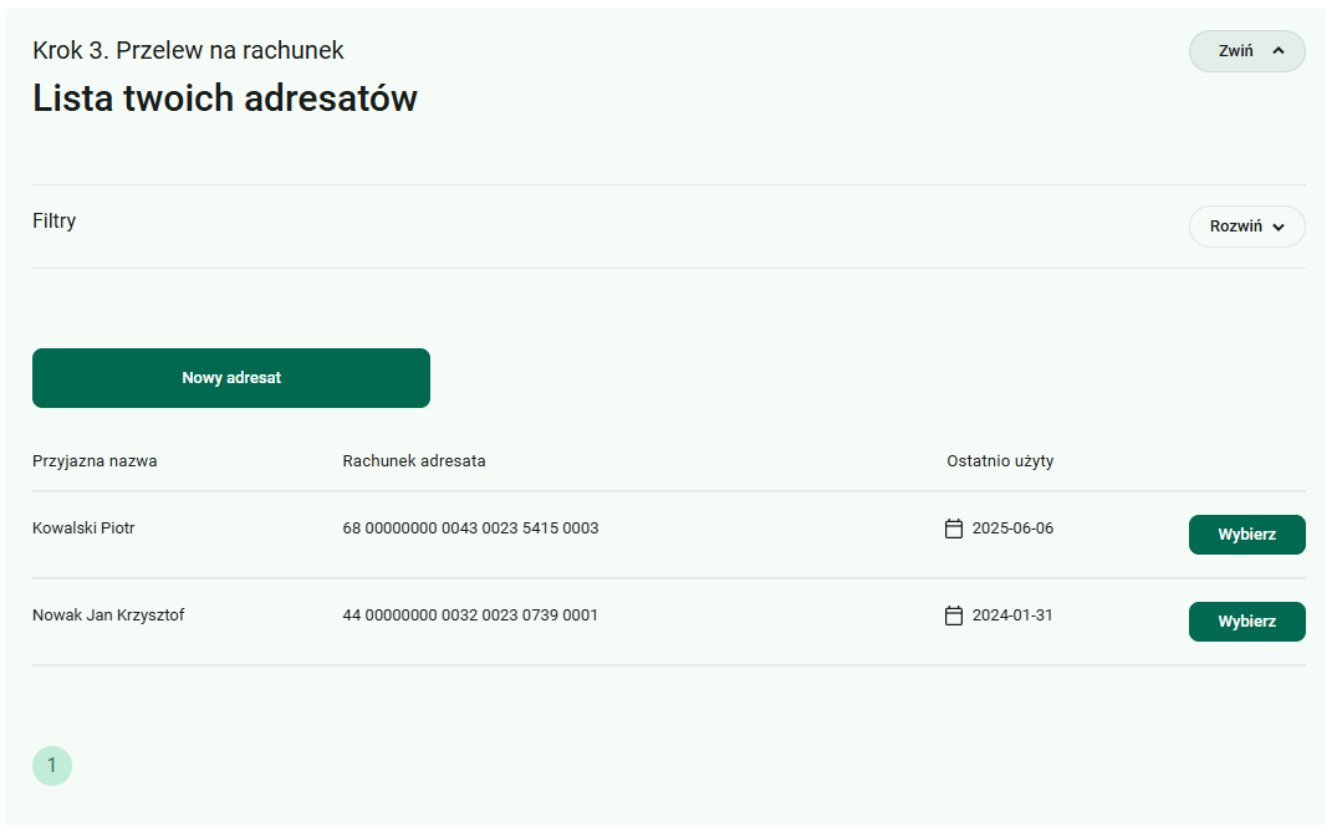 Krok 3. Przelew na rachunek
Zwiń
Lista twoich adresatów
Filtry
Rozwiń
Nowy adresat
Przyjazna nazwa Rachunek adresata Ostatnio użyty
Kowalski Piotr 68 00000000 0043 0023 5415 0003 2025-06-06 Wybierz
Nowak Jan Krzysztof 44 00000000 0032 0023 0739 0001 2024-01-31 Wybierz
1